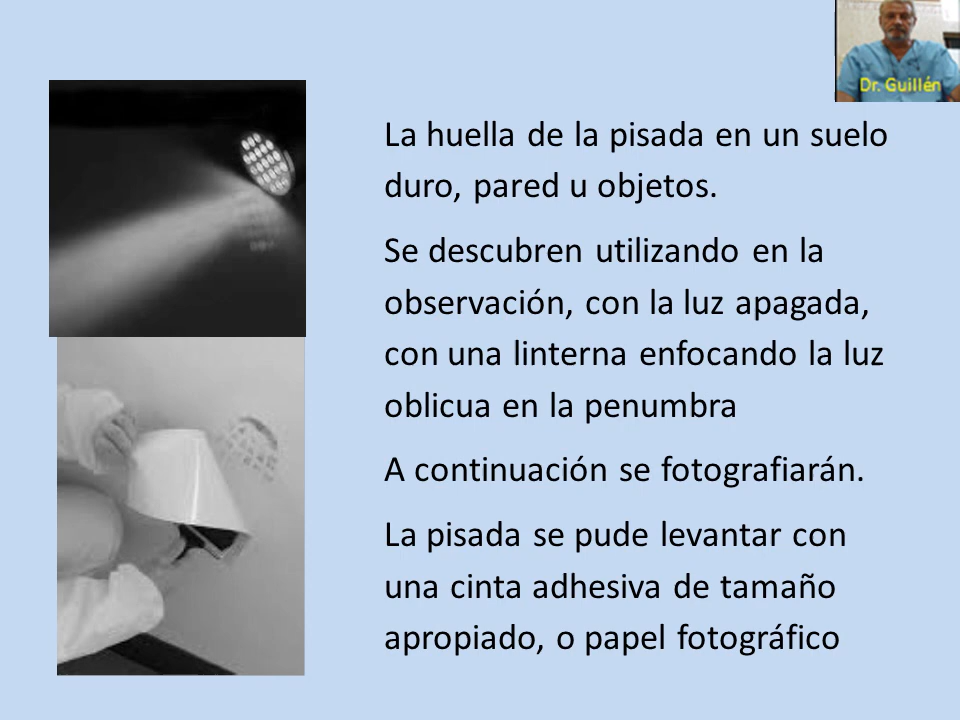 Dr. Guillén
La huella de la pisada en un suelo
duro, pared u objetos.
Se descubren utilizando en la
observación, con la luz apagada,
con una linterna enfocando la luz
oblicua en la penumbra
A continuación se fotografiarán.
La pisada se pude levantar con
una cinta adhesiva de tamaño
apropiado, o papel fotográfico